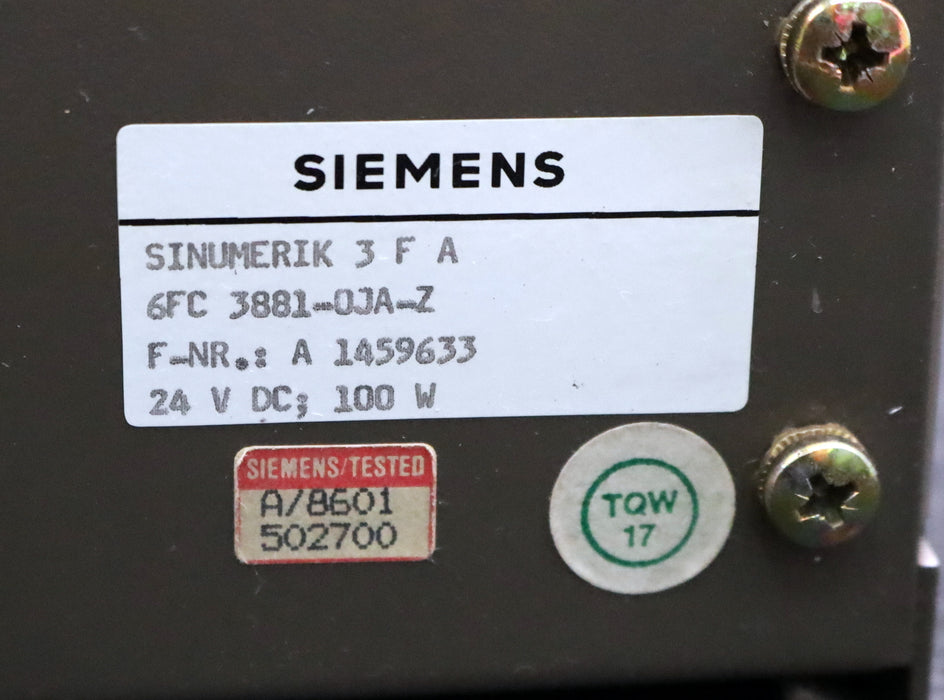 SIEMENS
SINUMERIK 3 F A
6FC 3881-0JA-Z
F-NR.: A 1459633
24 V DC; 100 W
SIEMENS/TESTED
A/8601
502700
TQW
17